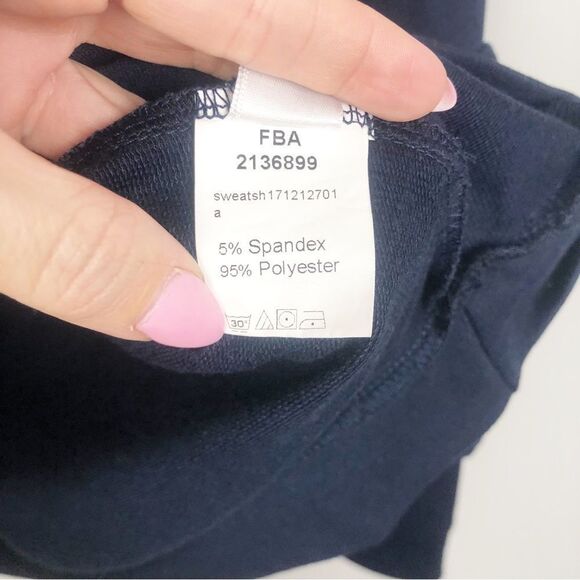 FBA
2136899
sweatsh171212701
a
5% Spandex
95% Polyester
30°